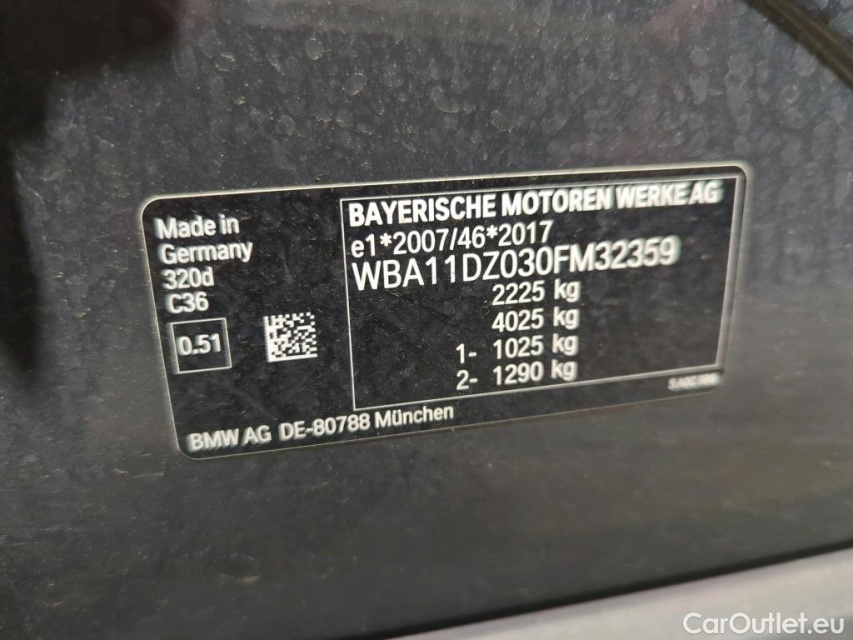 Made in
Germany
320d
C36
0.51
BAYERISCHE MOTOREN WERKE AG
e1*2007/46*2017
WBA11DZ030FM32359
2225 kg
4025 kg
1- 1025 kg
2- 1290 kg
BMW AG DE-80788 München
CarOutlet.eu